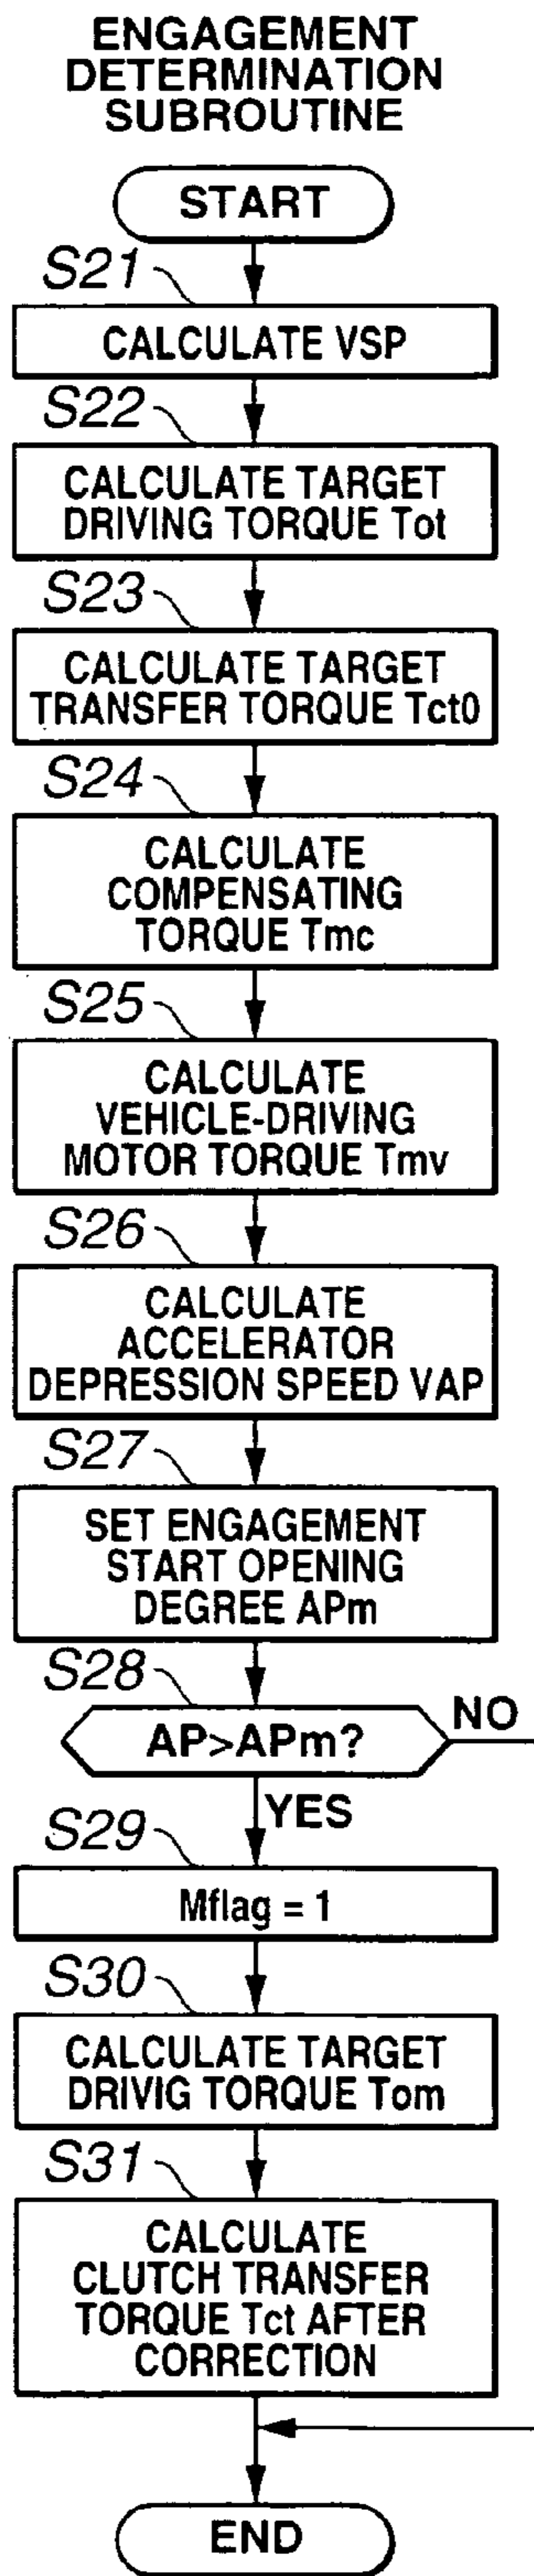 ENGAGEMENT
DETERMINATION
SUBROUTINE
START
S21
CALCULATE VSP
S22
CALCULATE TARGET
DRIVING TORQUE Tot
S23
CALCULATE TARGET
TRANSFER TORQUE Tct0
S24
CALCULATE
COMPENSATING
TORQUE Tmc
S25
CALCULATE
VEHICLE-DRIVING
MOTOR TORQUE Tmv
S26
CALCULATE
ACCELERATOR
DEPRESSION SPEED VAP
S27
SET ENGAGEMENT
START OPENING
DEGREE APm
S28
AP>APm?
NO
YES
S29
Mflag = 1
S30
CALCULATE TARGET
DRIVIG TORQUE Tom
S31
CALCULATE
CLUTCH TRANSFER
TORQUE Tct AFTER
CORRECTION
END